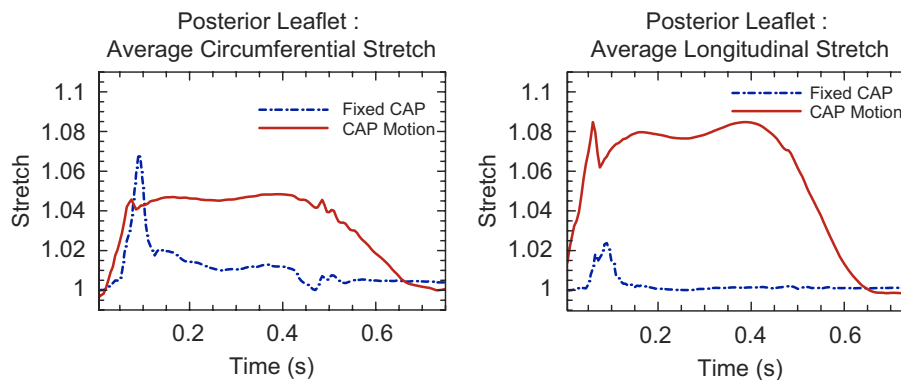 Posterior Leaflet :
Average Circumferential Stretch
Stretch
1.1
1.08
1.06
1.04
1.02
1
Fixed CAP
CAP Motion
0.2
0.4
0.6
Time (s)
Posterior Leaflet :
Average Longitudinal Stretch
Stretch
1.1
1.08
1.06
1.04
1.02
1
Fixed CAP
CAP Motion
0.2
0.4
0.6
Time (s)